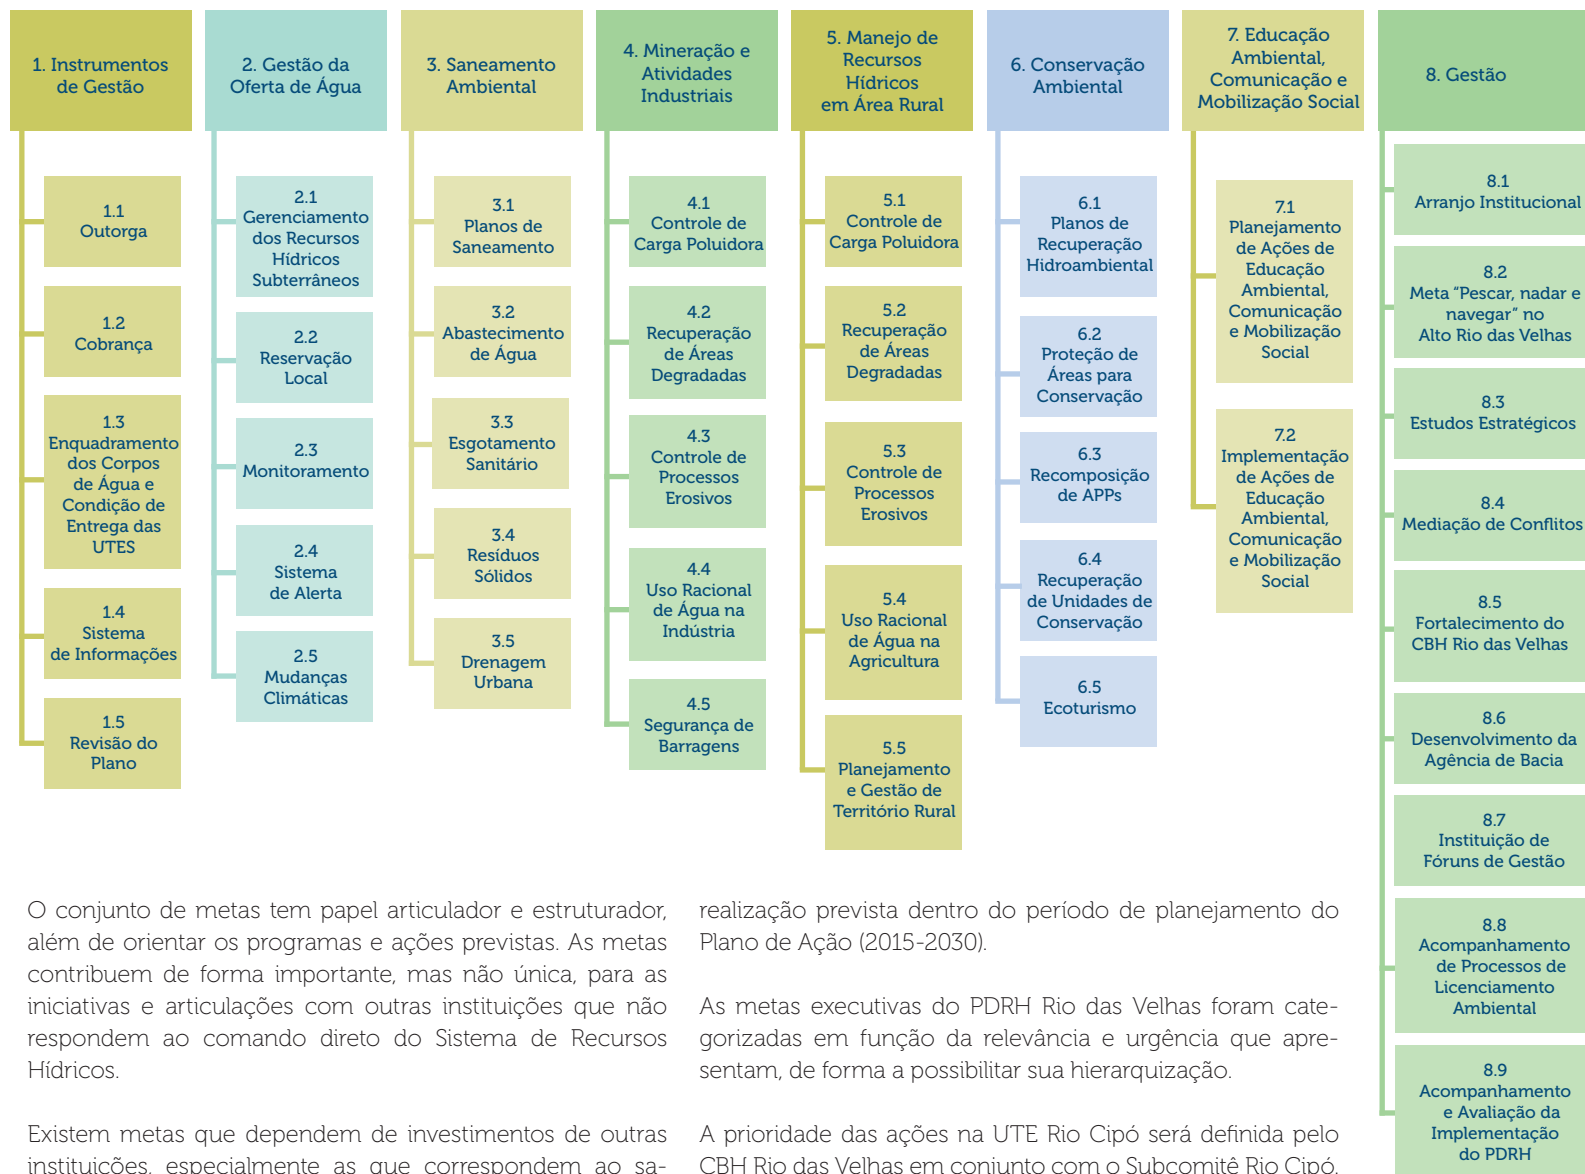 1. Instrumentos
de Gestão
1.1
Outorga
1.2
Cobrança
1.3
Enquadramento
dos Corpos
de Água e
Condição de
Entrega das
UTES
1.4
Sistema
de Informações
1.5
Revisão do
Plano
2. Gestão da
Oferta de Água
2.1
Gerenciamento
dos Recursos
Hídricos
Subterrâneos
2.2
Reservação
Local
2.3
Monitoramento
2.4
Sistema
de Alerta
2.5
Mudanças
Climáticas
3. Saneamento
Ambiental
3.1
Planos de
Saneamento
3.2
Abastecimento
de Água
3.3
Esgotamento
Sanitário
3.4
Resíduos
Sólidos
3.5
Drenagem
Urbana
4. Mineração e
Atividades
Industriais
4.1
Controle de
Carga Poluidora
4.2
Recuperação
de Áreas
Degradadas
4.3
Controle de
Processos
Erosivos
4.4
Uso Racional
de Água na
Indústria
4.5
Segurança de
Barragens
5. Manejo de
Recursos
Hídricos
em Área Rural
5.1
Controle de
Carga Poluidora
5.2
Recuperação
de Áreas
Degradadas
5.3
Controle de
Processos
Erosivos
5.4
Uso Racional
de Água na
Agricultura
5.5
Planejamento
e Gestão de
Território Rural
6. Conservação
Ambiental
6.1
Planos de
Recuperação
Hidroambiental
6.2
Proteção de
Áreas para
Conservação
6.3
Recomposição
de APPs
6.4
Recuperação
de Unidades de
Conservação
6.5
Ecoturismo
7. Educação
Ambiental,
Comunicação e
Mobilização Social
7.1
Planejamento
de Ações de
Educação
Ambiental,
Comunicação
e Mobilização
Social
7.2
Implementação
de Ações de
Educação
Ambiental,
Comunicação
e Mobilização
Social
8. Gestão
8.1
Arranjo Institucional
8.2
Meta “Pescar, nadar e
navegar” no
Alto Rio das Velhas
8.3
Estudos Estratégicos
8.4
Mediação de Conflitos
8.5
Fortalecimento do
CBH Rio das Velhas
8.6
Desenvolvimento da
Agência de Bacia
8.7
Instituição de
Fóruns de Gestão
8.8
Acompanhamento
de Processos de
Licenciamento
Ambiental
8.9
Acompanhamento
e Avaliação da
Implementação
do PDRH
O conjunto de metas tem papel articulador e estruturador,
além de orientar os programas e ações previstas. As metas
contribuem de forma importante, mas não única, para as
iniciativas e articulações com outras instituições que não
respondem ao comando direto do Sistema de Recursos
Hídricos.
Existem metas que dependem de investimentos de outras
instituições, especialmente as que correspondem ao sa-
realização prevista dentro do período de planejamento do
Plano de Ação (2015-2030).
As metas executivas do PDRH Rio das Velhas foram cate-
gorizadas em função da relevância e urgência que apre-
sentam, de forma a possibilitar sua hierarquização.
A prioridade das ações na UTE Rio Cipó será definida pelo
CBH Rio das Velhas em conjunto com o Subcomitê Rio Cipó.